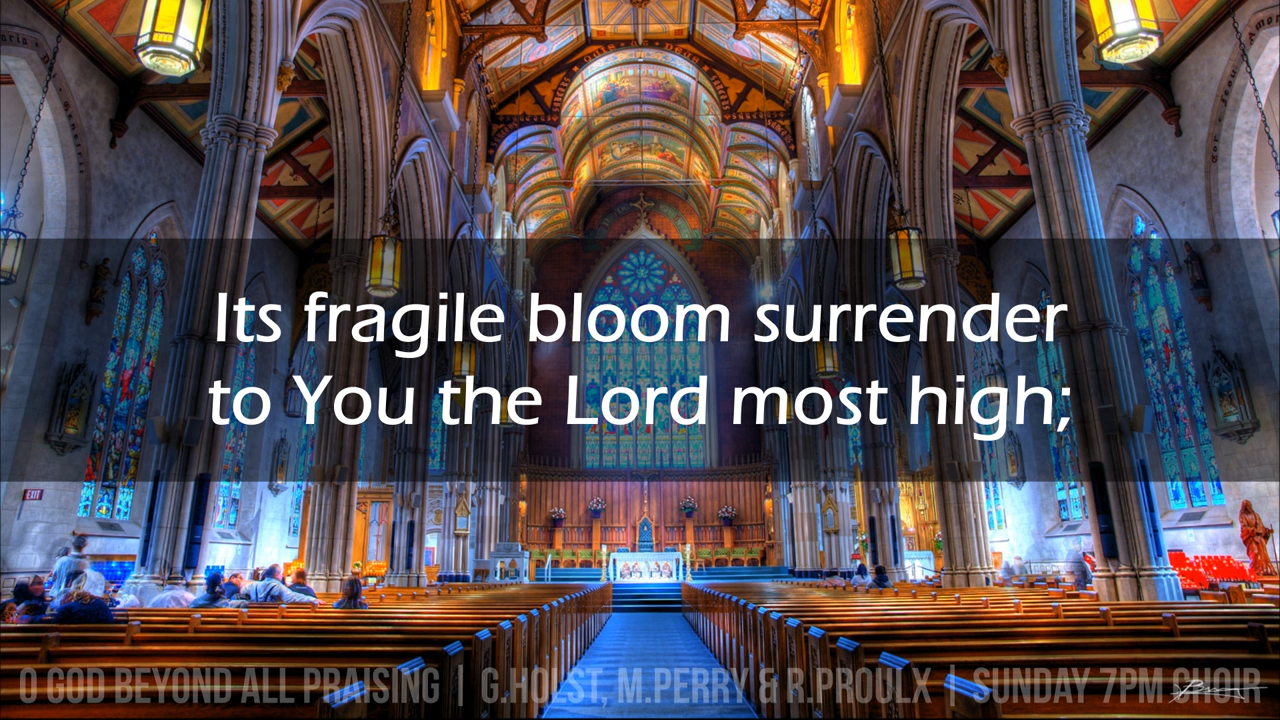 Its fragile bloom surrender
to You the Lord most high;
EXIT
O GOD BEYOND ALL PRAISING | G.HOLST, M.PERRY & R.PROULX | SUNDAY 7PM CHOIR